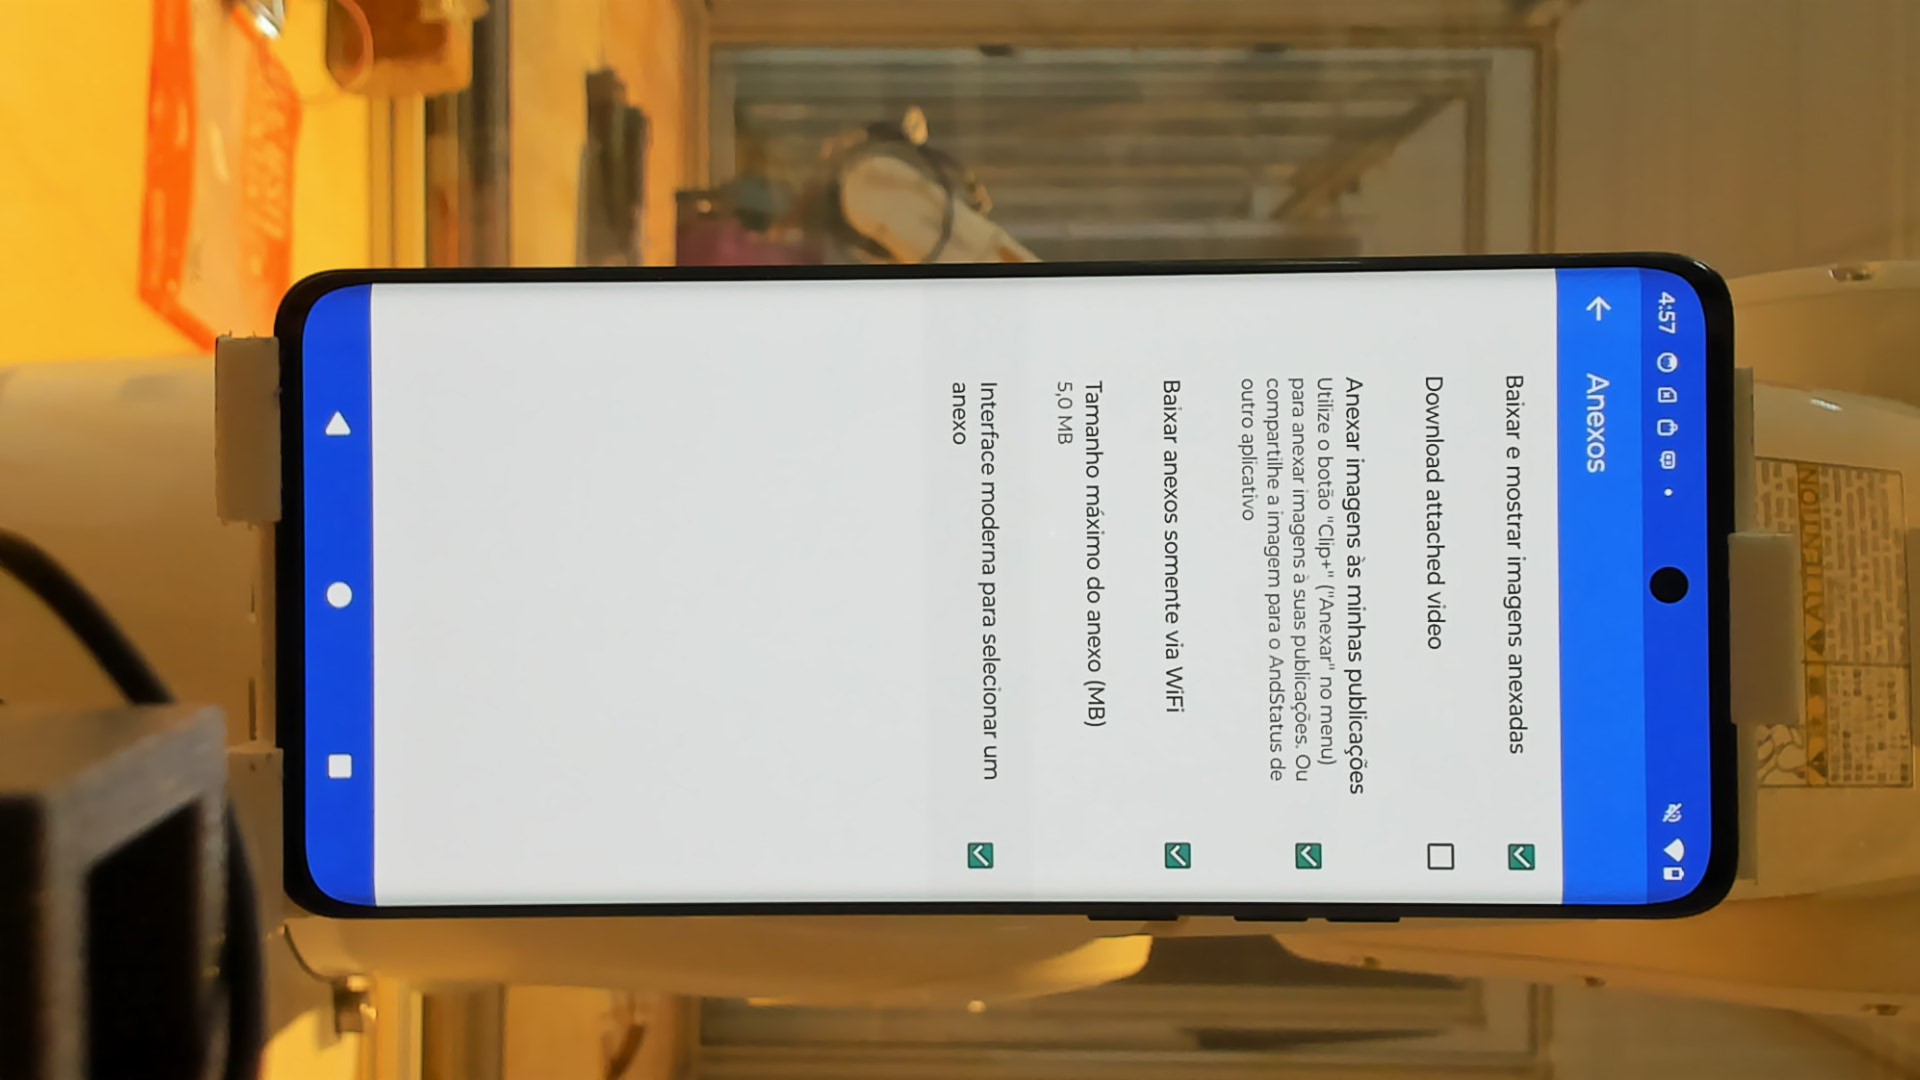 4:57
Anexos
Baixar e mostrar imagens anexadas
Download attached video
Anexar imagens às minhas publicações
Utilize o botão "Clip+" ("Anexar" no menu)
para anexar imagens à suas publicações. Ou
compartilhe a imagem para o AndStatus de
outro aplicativo
Baixar anexos somente via WiFi
Tamanho máximo do anexo (MB)
5,0 MB
Interface moderna para selecionar um
anexo
ATTENTION